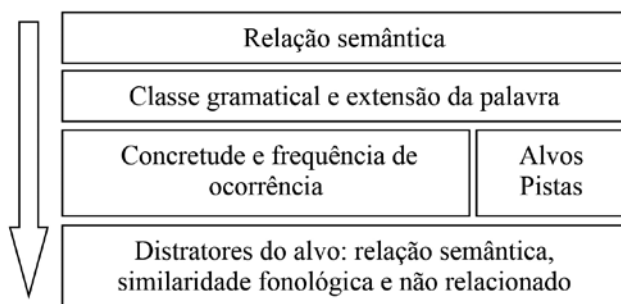 Relação semântica
Classe gramatical e extensão da palavra
Concretude e frequência de
ocorrência
Alvos
Pistas
Distratores do alvo: relação semântica,
similaridade fonológica e não relacionado